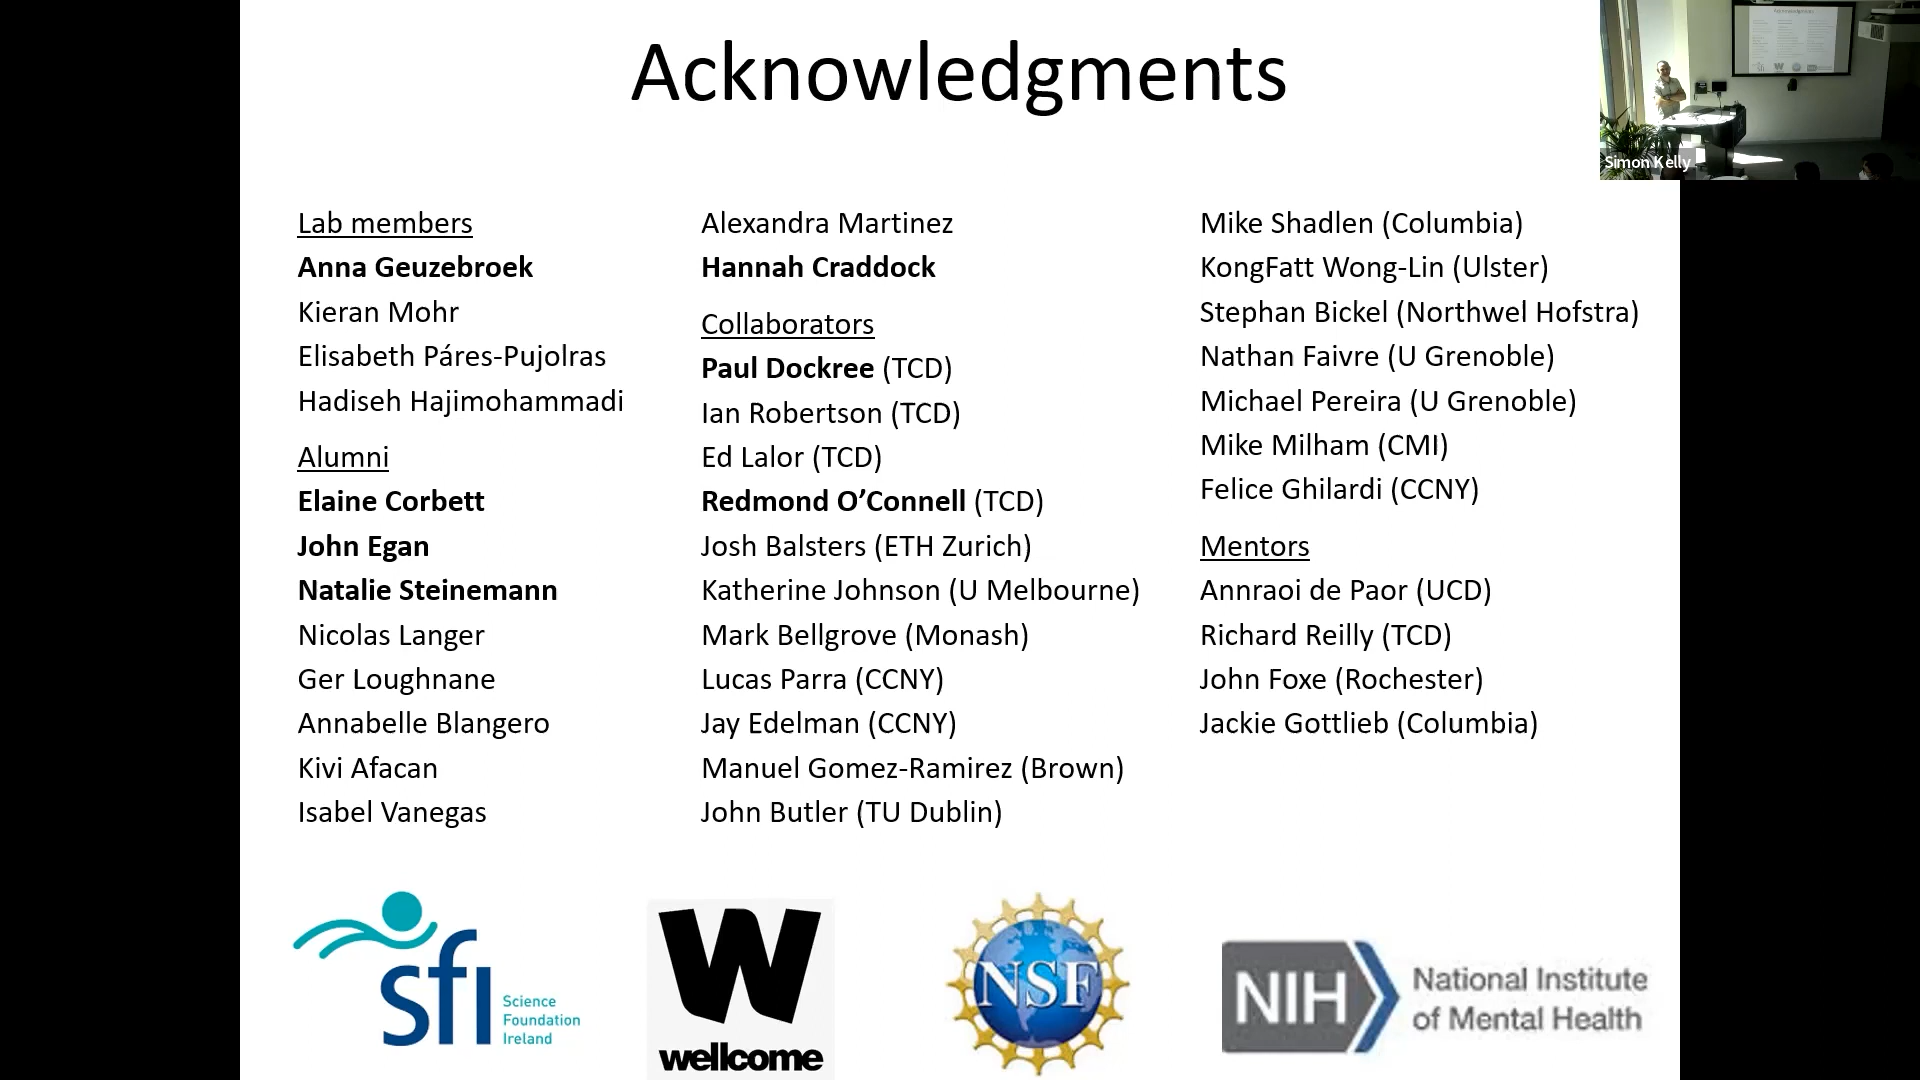 Acknowledgments
Simon Kelly
Lab members
Anna Geuzebroek
Kieran Mohr
Elisabeth Páres-Pujolras
Hadiseh Hajimohammadi
Alumni
Elaine Corbett
John Egan
Natalie Steinemann
Nicolas Langer
Ger Loughnane
Annabelle Blangero
Kivi Afacan
Isabel Vanegas
Alexandra Martinez
Hannah Craddock
Collaborators
Paul Dockree (TCD)
Ian Robertson (TCD)
Ed Lalor (TCD)
Redmond O’Connell (TCD)
Josh Balsters (ETH Zurich)
Katherine Johnson (U Melbourne)
Mark Bellgrove (Monash)
Lucas Parra (CCNY)
Jay Edelman (CCNY)
Manuel Gomez-Ramirez (Brown)
John Butler (TU Dublin)
Mike Shadlen (Columbia)
KongFatt Wong-Lin (Ulster)
Stephan Bickel (Northwel Hofstra)
Nathan Faivre (U Grenoble)
Michael Pereira (U Grenoble)
Mike Milham (CMI)
Felice Ghilardi (CCNY)
Mentors
Annraoi de Paor (UCD)
Richard Reilly (TCD)
John Foxe (Rochester)
Jackie Gottlieb (Columbia)
sfi
Science
Foundation
Ireland
W
wellcome
NSF
NIH
National Institute
of Mental Health